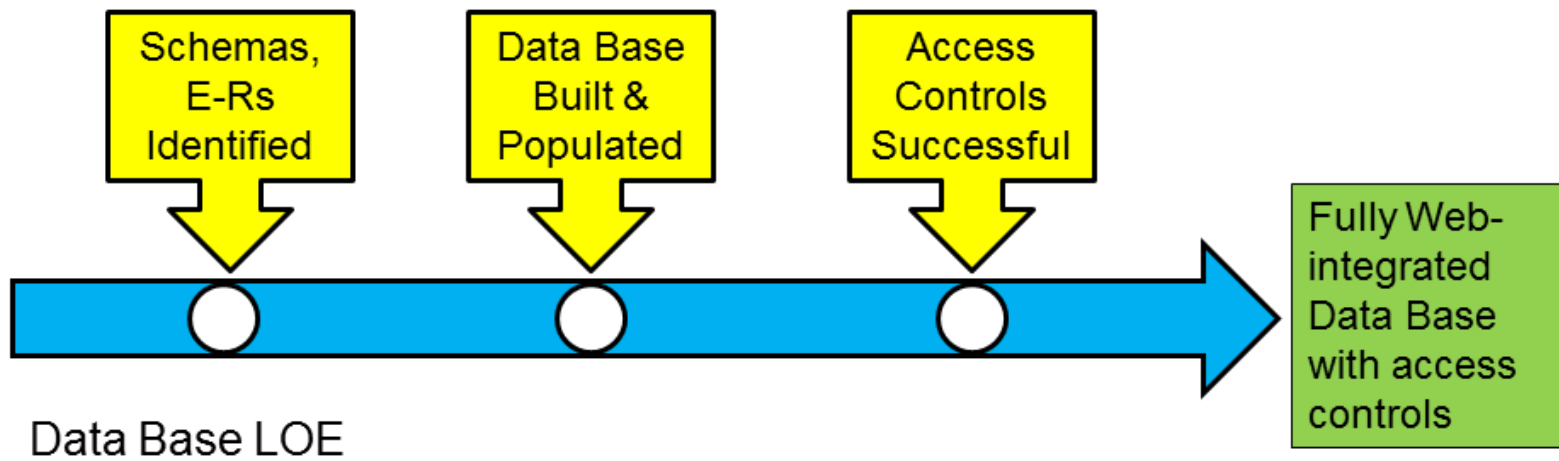 Schemas,
E-Rs
Identified
Data Base
Built &
Populated
Access
Controls
Successful
Fully Web-
integrated
Data Base
with access
controls
Data Base LOE